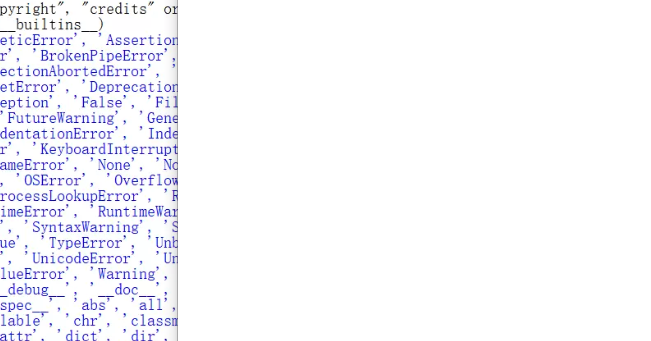 pyright", "credits" or
__builtins__)
eticError', 'Assertion
r', 'BrokenPipeError',
ectionAbortedError', '
etError', 'Deprecation
eption', 'False', 'Fil
'FutureWarning', 'Gene
dentationError', 'Inde
r', 'KeyboardInterrupt
ameError', 'None', 'No
, 'OSError', 'Overflow
rocessLookupError', 'R
imeError', 'RuntimeWar
', 'SyntaxWarning', 'S
ue', 'TypeError', 'Unb
, 'UnicodeError', 'Un
lueError', 'Warning',
_debug__', '__doc__',
spec__', 'abs', 'all',
lable', 'chr', 'classm
attr', 'dict', 'dir',